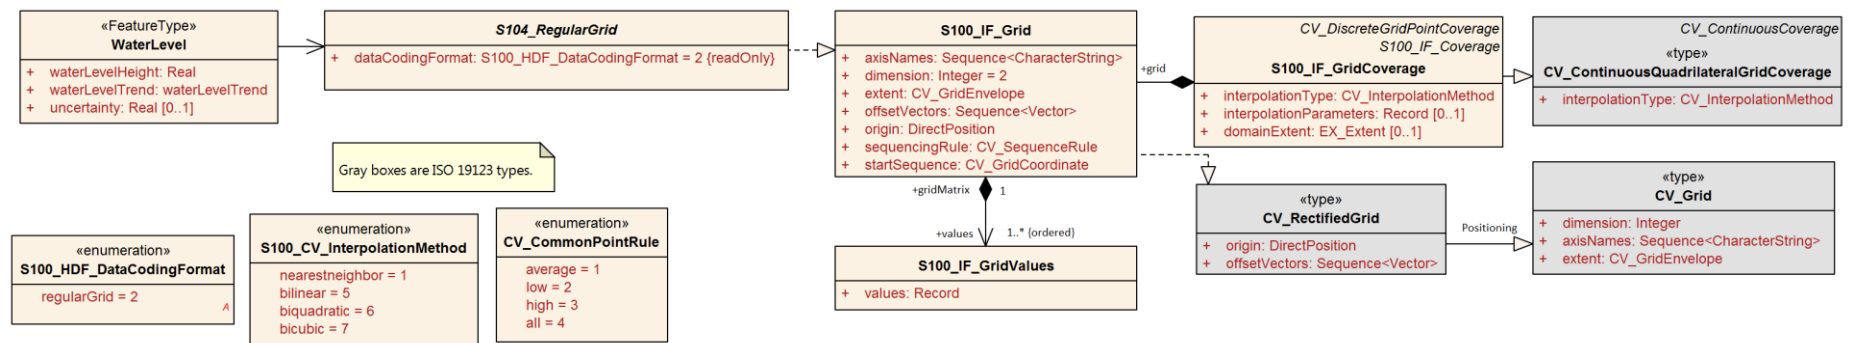 «FeatureType»
WaterLevel
+ waterLevelHeight: Real
+ waterLevelTrend: waterLevelTrend
+ uncertainty: Real [0..1]
S104_RegularGrid
+ dataCodingFormat: S100_HDF_DataCodingFormat = 2 {readOnly}
S100_IF_Grid
+ axisNames: Sequence<CharacterString>
+ dimension: Integer = 2
+ extent: CV_GridEnvelope
+ offsetVectors: Sequence<Vector>
+ origin: DirectPosition
+ sequencingRule: CV_SequenceRule
+ startSequence: CV_GridCoordinate
+grid
CV_DiscreteGridPointCoverage
S100_IF_Coverage
S100_IF_GridCoverage
+ interpolationType: CV_InterpolationMethod
+ interpolationParameters: Record [0..1]
+ domainExtent: EX_Extent [0..1]
CV_ContinuousCoverage
«type»
CV_ContinuousQuadrilateralGridCoverage
+ interpolationType: CV_InterpolationMethod
Gray boxes are ISO 19123 types.
+gridMatrix 1
+values 1..* {ordered}
S100_IF_GridValues
+ values: Record
«type»
CV_RectifiedGrid
+ origin: DirectPosition
+ offsetVectors: Sequence<Vector>
Positioning
«type»
CV_Grid
+ dimension: Integer
+ axisNames: Sequence<CharacterString>
+ extent: CV_GridEnvelope
«enumeration»
S100_HDF_DataCodingFormat
regularGrid = 2
A
«enumeration»
S100_CV_InterpolationMethod
nearestneighbor = 1
bilinear = 5
biquadratic = 6
bicubic = 7
«enumeration»
CV_CommonPointRule
average = 1
low = 2
high = 3
all = 4